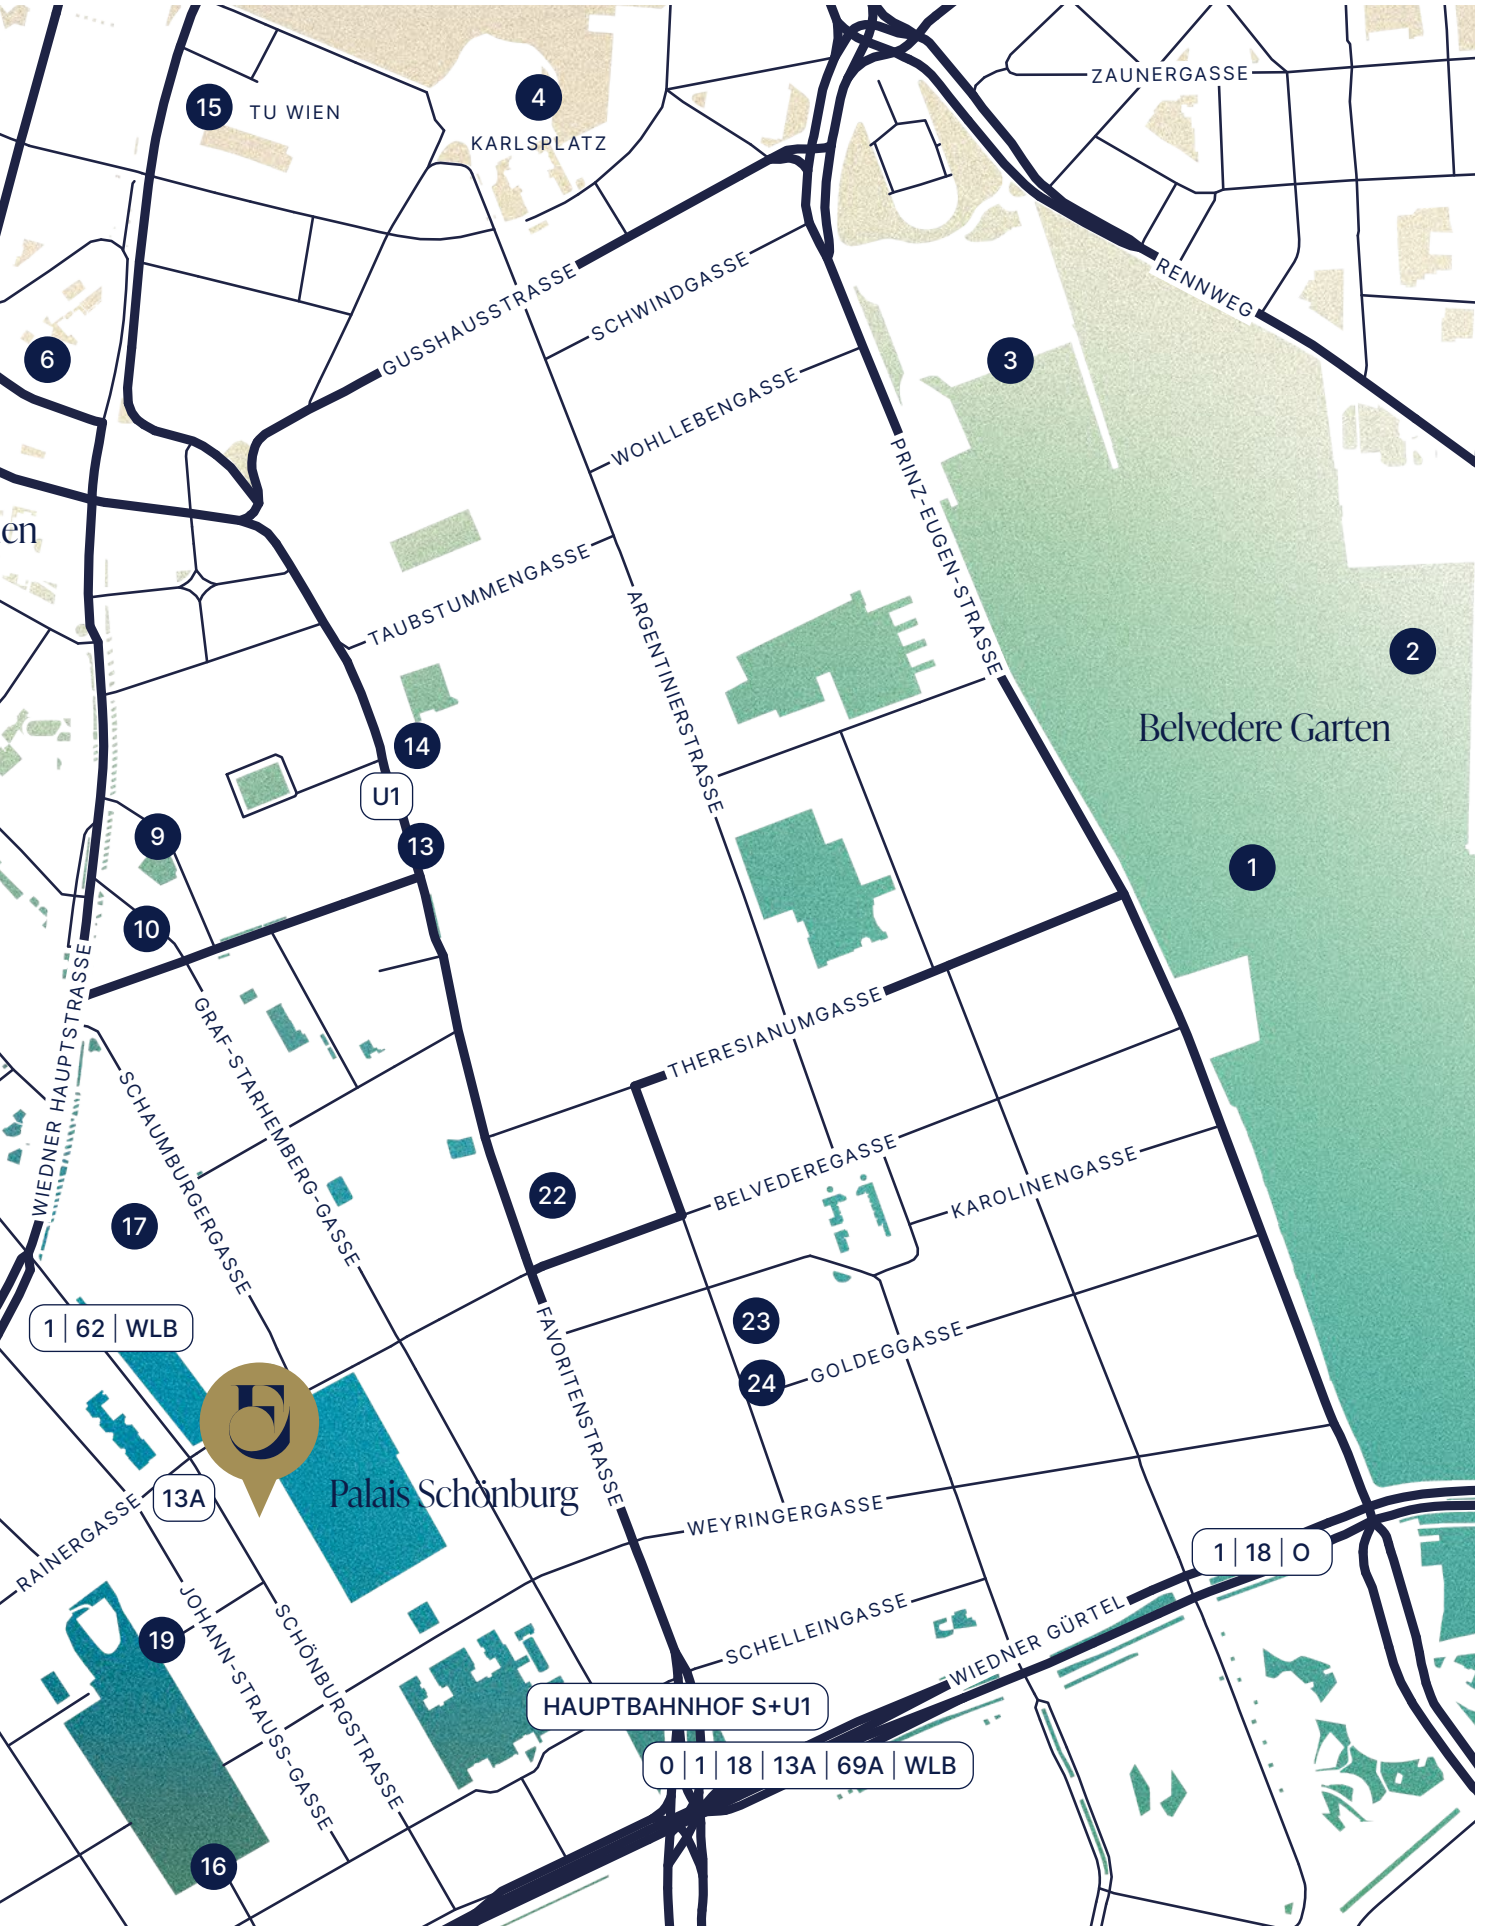 ZAUNERGASSE
15 TU WIEN
4
KARLSPLATZ
RENNWEG
GUSSHAUSSTRASSE
SCHWINDGASSE
6
3
WOHLLEBENGASSE
PRINZ-EUGEN-STRASSE
en
TAUBSTUMMENGASSE
ARGENTINIERSTRASSE
2
Belvedere Garten
14
U1
13
9
1
10
WIEDNER HAUPTSTRASSE
GRAF-STARHEMBERG-GASSE
THERESIANUMGASSE
SCHAUMBURGERGASSE
BELVEDEREGASSE
22
KAROLINENGASSE
17
1 | 62 | WLB
FAVORITENSTRASSE
23
GOLDEGGASSE
24
Palais Schönburg
13A
RAINERGASSE
WEYRINGERGASSE
1 | 18 | O
JOHANN-STRAUSS-GASSE
SCHÖNBURGSTRASSE
19
SCHELLEINGASSE
WIEDNER GÜRTEL
HAUPTBAHNHOF S+U1
0 | 1 | 18 | 13A | 69A | WLB
16